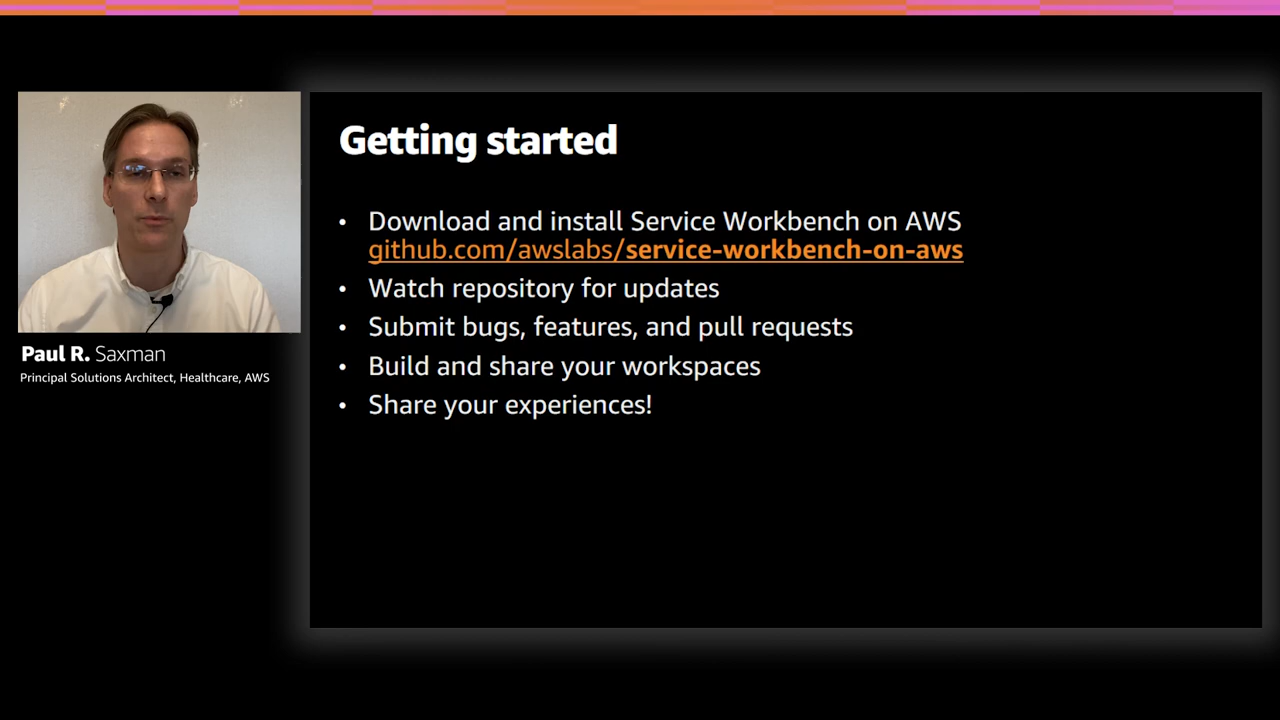 Getting started
• Download and install Service Workbench on AWS
github.com/awslabs/service-workbench-on-aws
• Watch repository for updates
• Submit bugs, features, and pull requests
• Build and share your workspaces
• Share your experiences!
Paul R. Saxman
Principal Solutions Architect, Healthcare, AWS